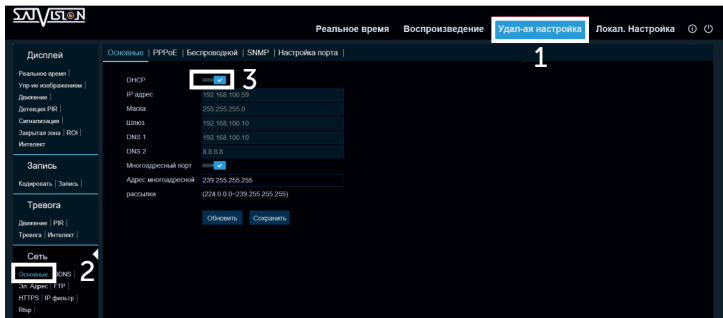 SATVISION
Реальное время Воспроизведение Удал-ая настройка Локал. Настройка
1
Дисплей
Реальное время |
Упр-ие изображением |
Движение |
Детекция PIR |
Сигнализация |
Закрытая зона | ROI |
Интелект
Запись
Кодировать | Запись |
Тревога
Движение | PIR |
Тревога | Интелект |
Сеть
Основные DDNS |
2
Эл. Адрес | FTP |
HTTPS | IP фильтр |
Rtsp |
Основные | PPPoE | Беспроводной | SNMP | Настройка порта |
DHCP
3
IP адрес 192.168.100.59
Маска 255.255.255.0
Шлюз 192.168.100.10
DNS 1 192.168.100.10
DNS 2 8.8.8.8
Многоадресный порт
Адрес многоадресной 239.255.255.255
рассылки (224.0.0.0~239.255.255.255)
Обновить Сохранить